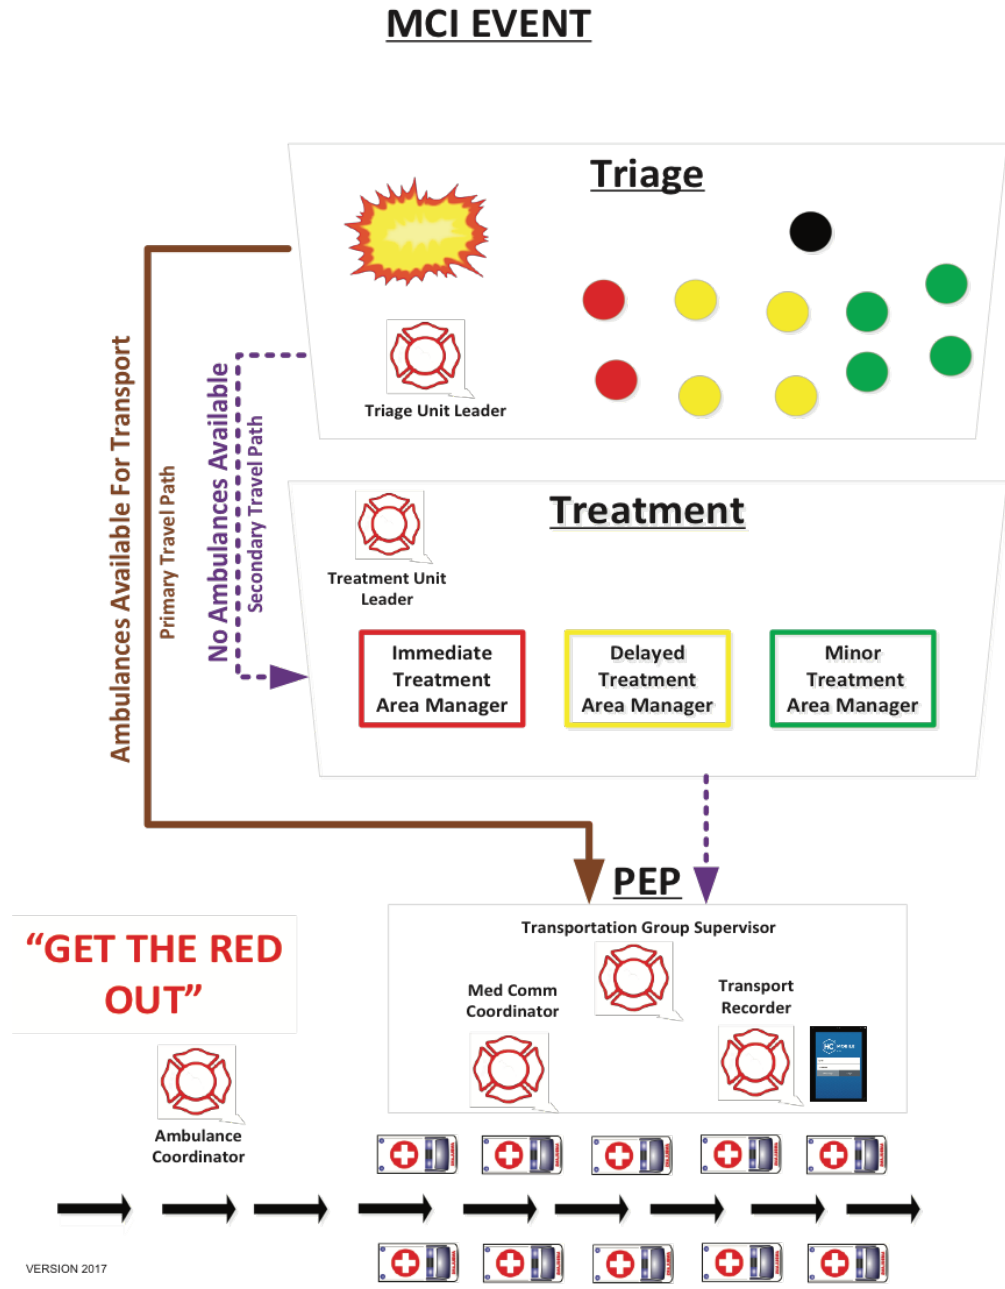 MCI EVENT
Triage
Triage Unit Leader
Ambulances Available For Transport
Primary Travel Path
No Ambulances Available
Secondary Travel Path
Treatment
Treatment Unit
Leader
Immediate
Treatment
Area Manager
Delayed
Treatment
Area Manager
Minor
Treatment
Area Manager
PEP
Transportation Group Supervisor
Med Comm
Coordinator
Transport
Recorder
HC MOBILE
“GET THE RED
OUT”
Ambulance
Coordinator
VERSION 2017